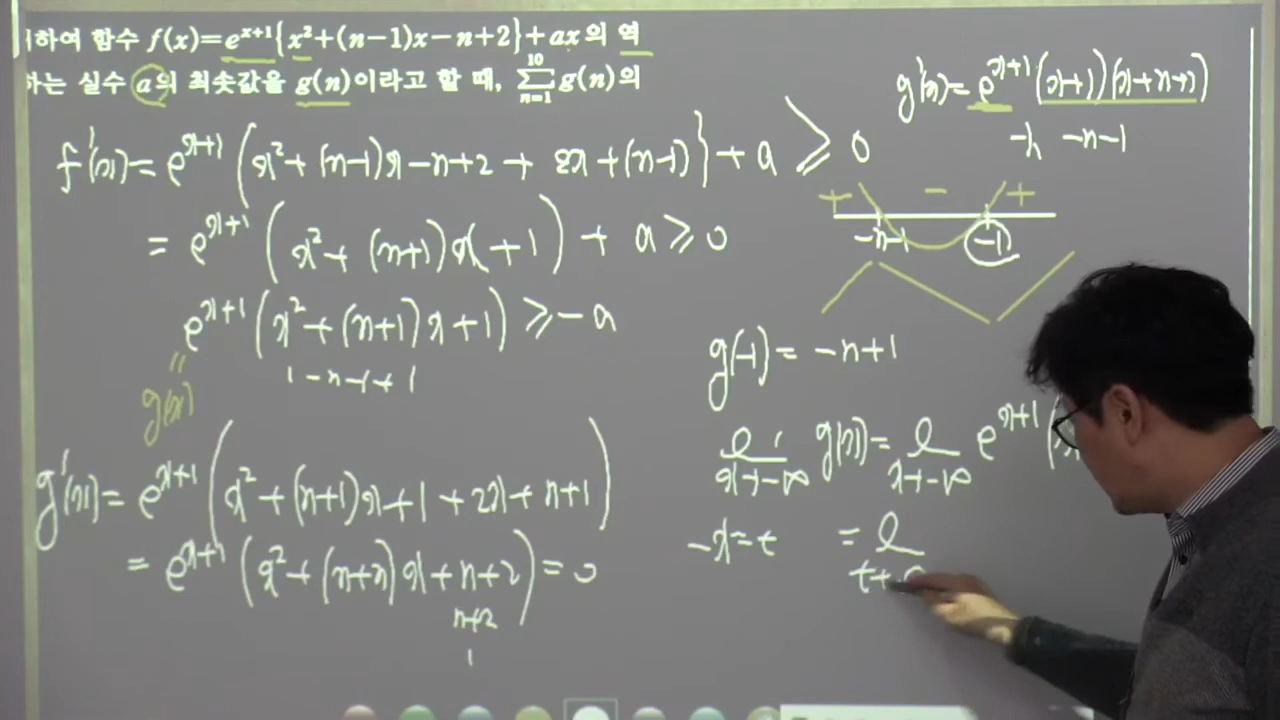 하여 함수 f(x)=e^{x+1}{x²+(n-1)x-n+2}+ax의 역
하는 실수 a의 최솟값을 g(n)이라고 할 때, \sum_{n=1}^{10} g(n)의
f'(x)=e^{x+1}(x²+(n-1)x-n+2+2x+(n-1)}+a≥0
=e^{x+1}(x²+(n+1)x+1)+a≥0
e^{x+1}(x²+(n+1)x+1)≥-a
1-n-1+1
"
g(x)
g'(x)=e^{x+1}(x²+(n+1)x+1+2x+n+1)
=e^{x+1}(x²+(n+3)x+n+2)=0
n+2
1
g'(x)=e^{x+1}(x+1)(x+n+1)
-1, -n-1
+ - +
-n-1 -1
g(-1)=-n+1
lim_{x→-∞} g(x)=lim_{x→-∞} e^{x+1}(x
-x=t =lim
t→